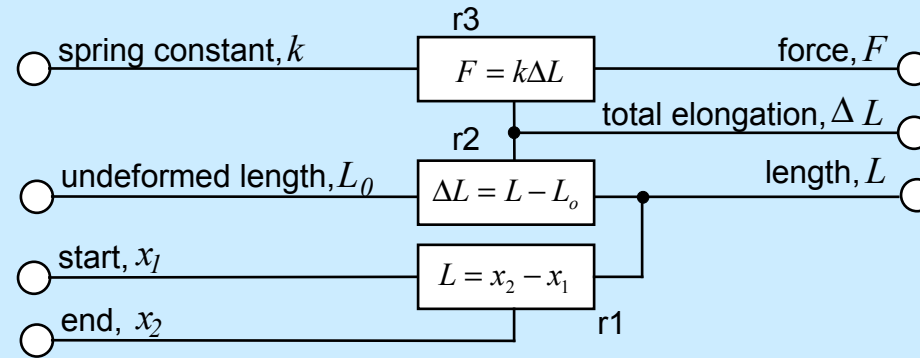 r3
spring constant, k
F = kΔL
force, F
total elongation, Δ L
r2
undeformed length, L0
ΔL = L − Lo
length, L
start, x1
L = x2 − x1
end, x2
r1